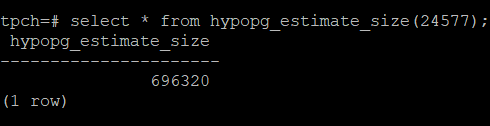 tpch=# select * from hypopg_estimate_size(24577);
 hypopg_estimate_size
----------------------
               696320
(1 row)